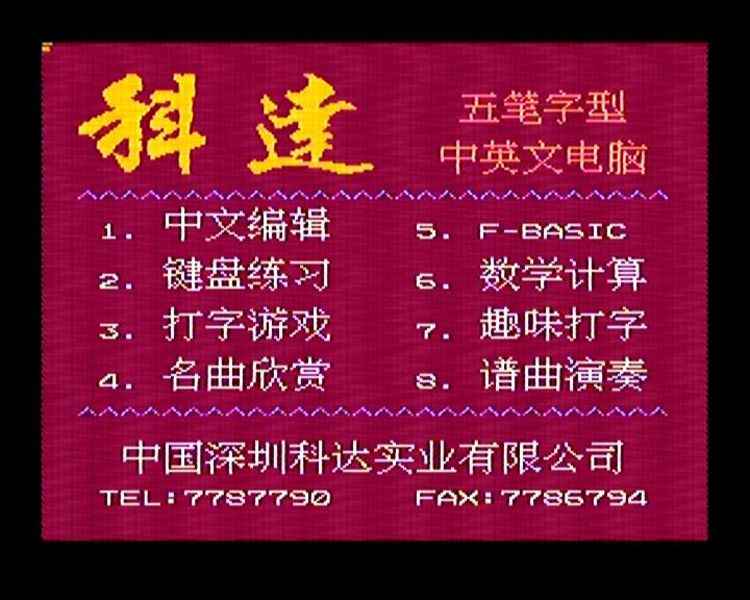 科达
五笔字型
中英文电脑
1. 中文编辑
5. F-BASIC
2. 键盘练习
6. 数学计算
3. 打字游戏
7. 趣味打字
4. 名曲欣赏
8. 谱曲演奏
中国深圳科达实业有限公司
TEL:7787790 FAX:7786794